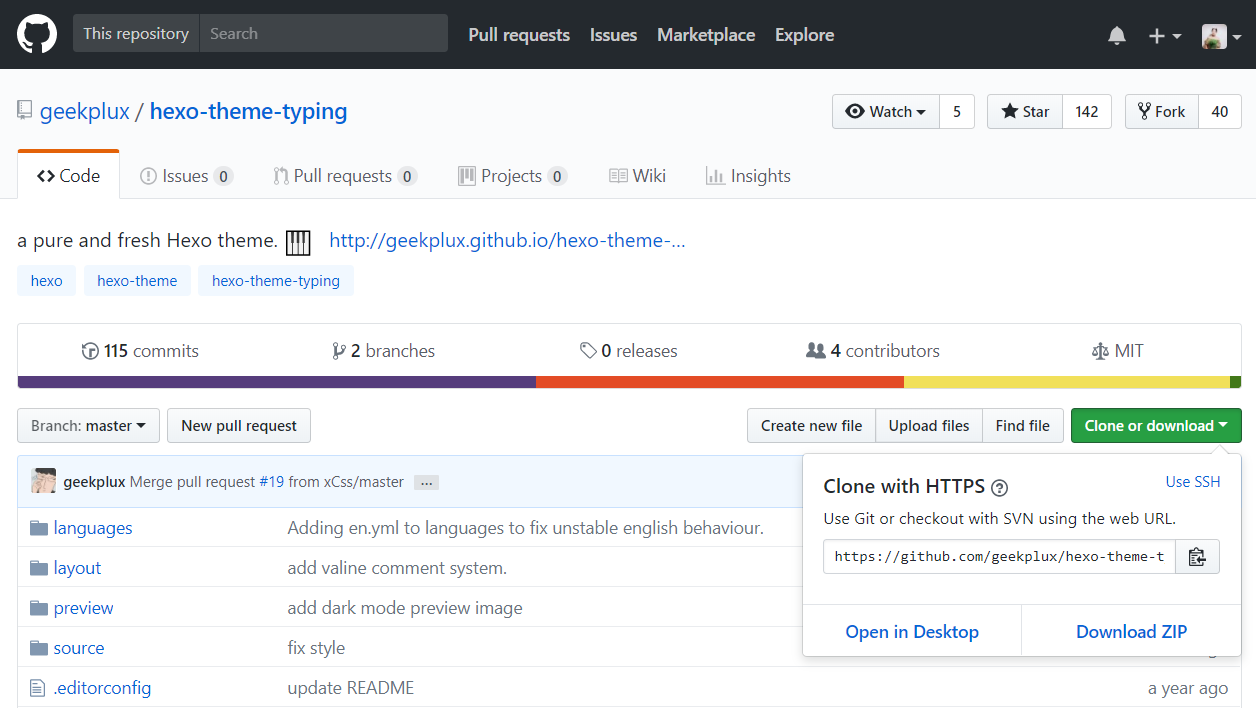 This repository Search Pull requests Issues Marketplace Explore
geekplux / hexo-theme-typing Watch 5 Star 142 Fork 40
Code Issues 0 Pull requests 0 Projects 0 Wiki Insights
a pure and fresh Hexo theme. http://geekplux.github.io/hexo-theme-...
hexo hexo-theme hexo-theme-typing
115 commits 2 branches 0 releases 4 contributors MIT
Branch: master New pull request Create new file Upload files Find file Clone or download
geekplux Merge pull request #19 from xCss/master ...
Clone with HTTPS ? Use SSH
Use Git or checkout with SVN using the web URL.
https://github.com/geekplux/hexo-theme-t
Open in Desktop Download ZIP
languages Adding en.yml to languages to fix unstable english behaviour.
layout add valine comment system.
preview add dark mode preview image
source fix style
.editorconfig update README a year ago